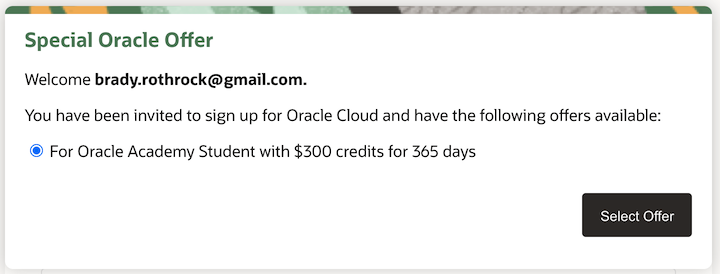 Special Oracle Offer
Welcome brady.rothrock@gmail.com.
You have been invited to sign up for Oracle Cloud and have the following offers available:
For Oracle Academy Student with $300 credits for 365 days
Select Offer